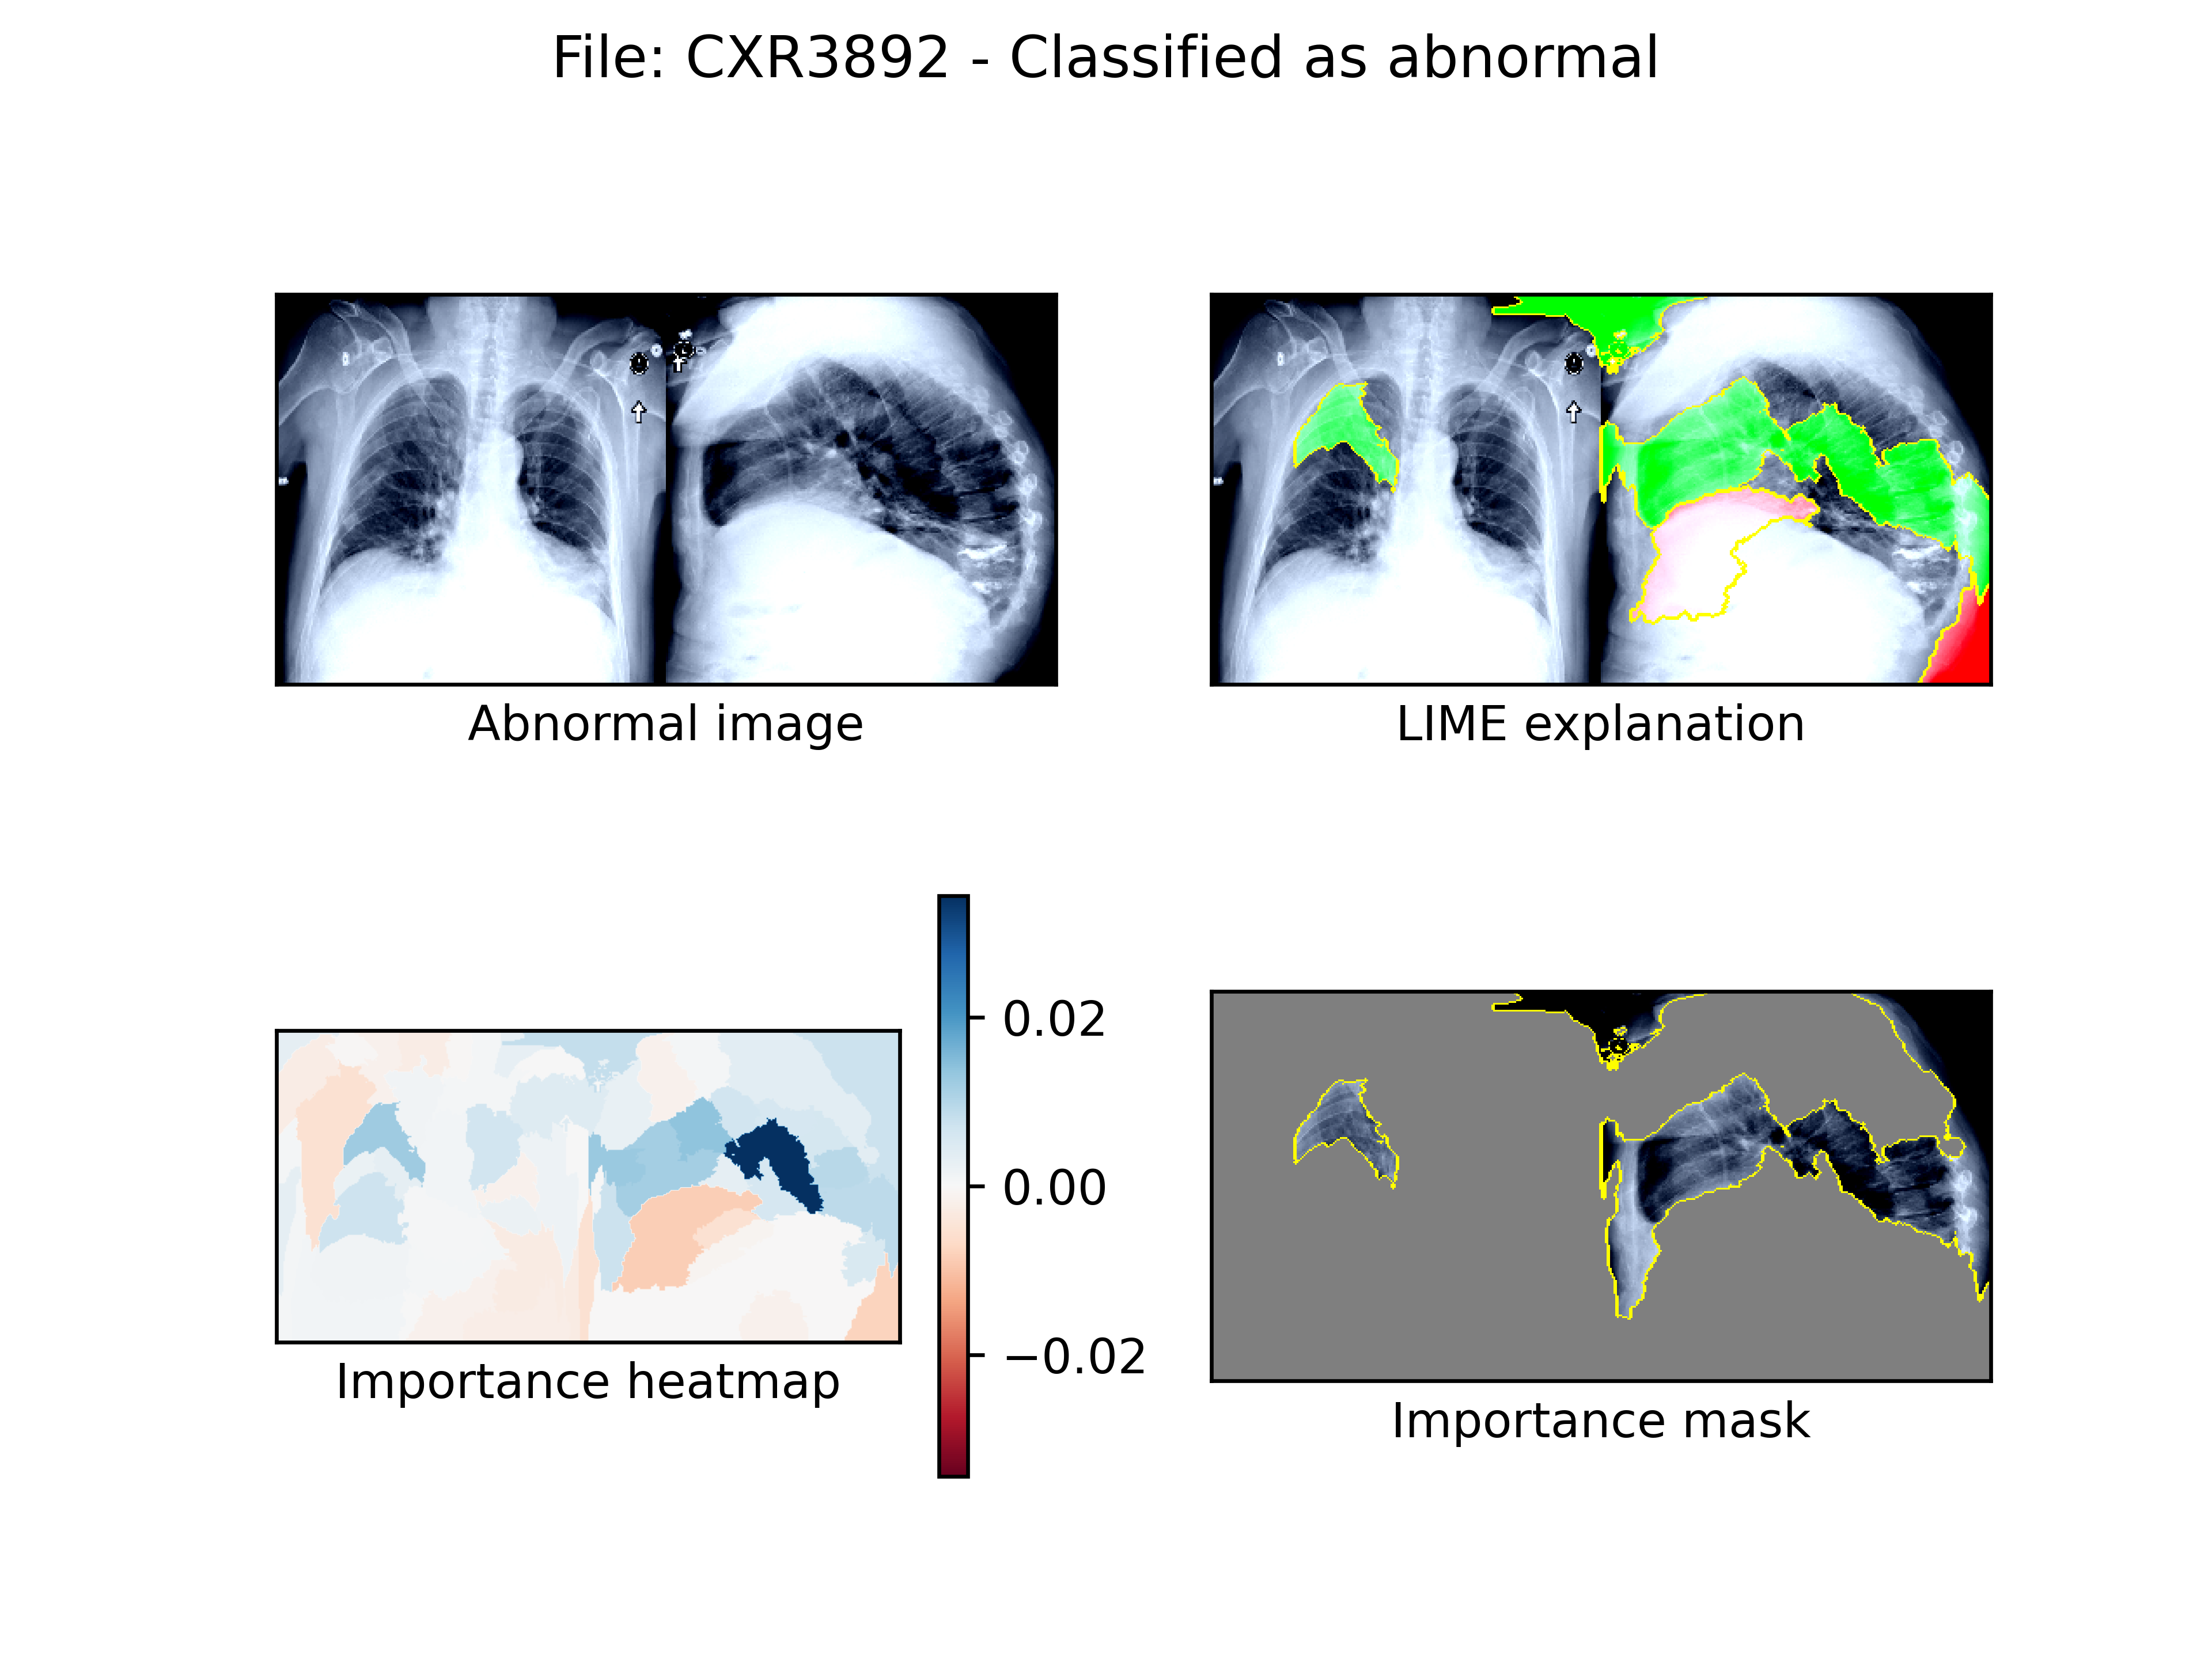 File: CXR3892 - Classified as abnormal
Abnormal image
LIME explanation
0.02
0.00
−0.02
Importance heatmap
Importance mask